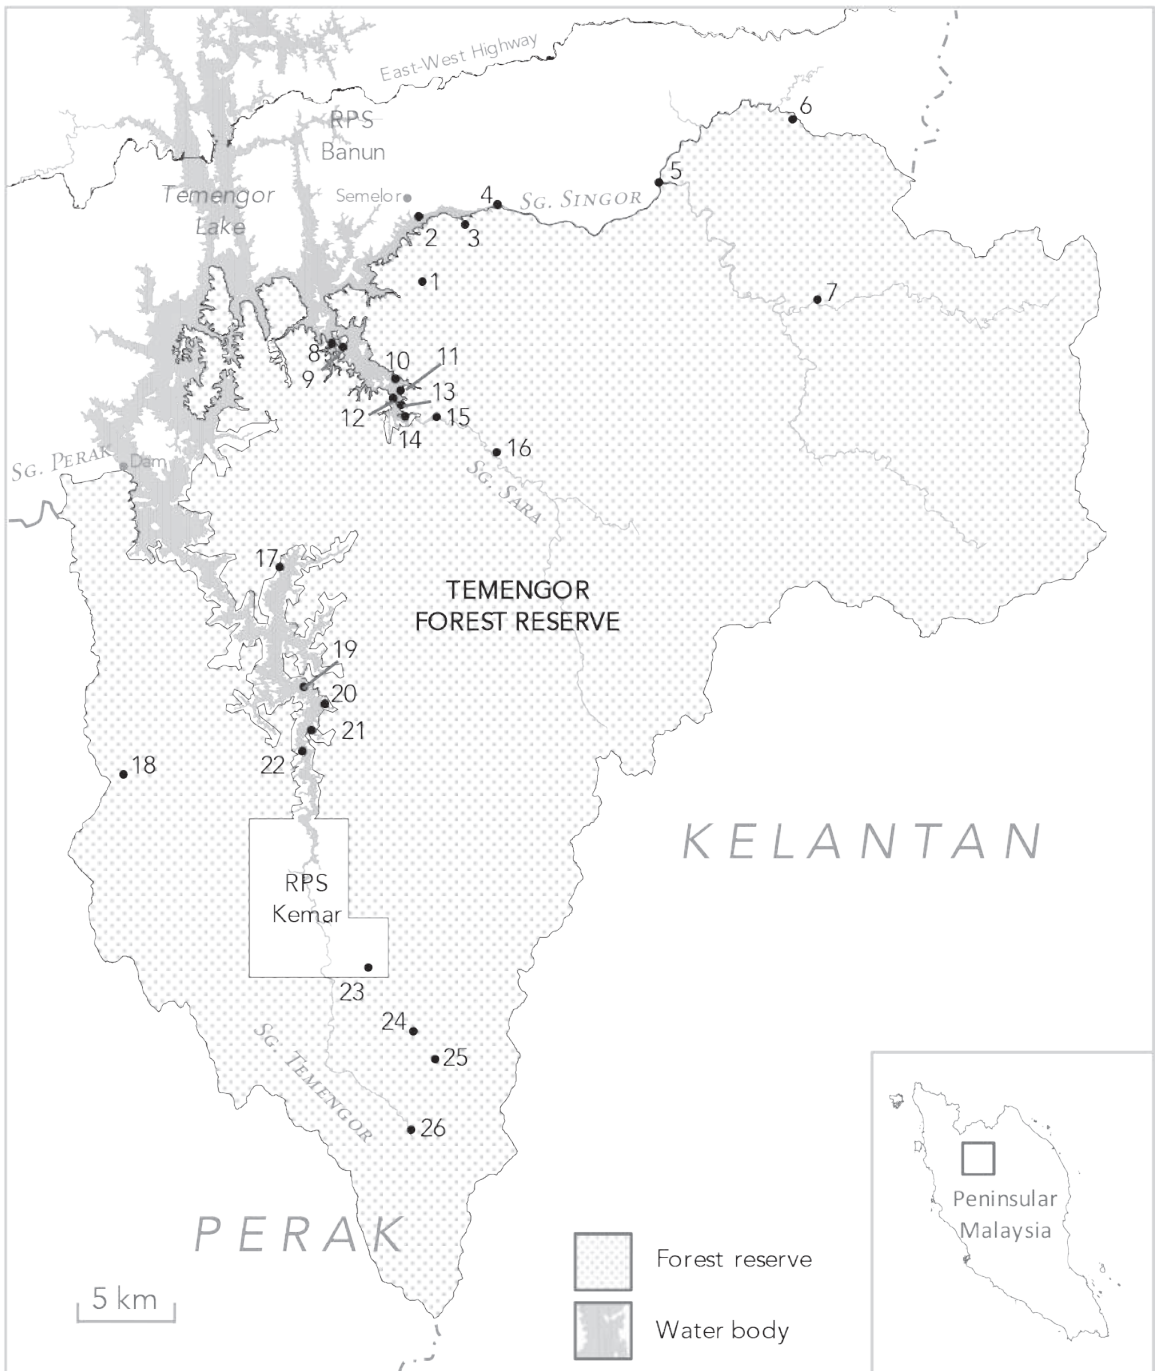 East-West Highway
RPS
Banun
6
5
Semelor
4
Sg. Singor
Temengor
Lake
2
3
1
7
8
10
11
9
13
12
15
14
16
Sg. Perak
Dam
Sg. Sara
17
TEMENGOR
FOREST RESERVE
19
20
21
22
18
KELANTAN
RPS
Kemar
23
24
25
Sg. Temengor
26
PERAK
Peninsular
Malaysia
Forest reserve
5 km
Water body